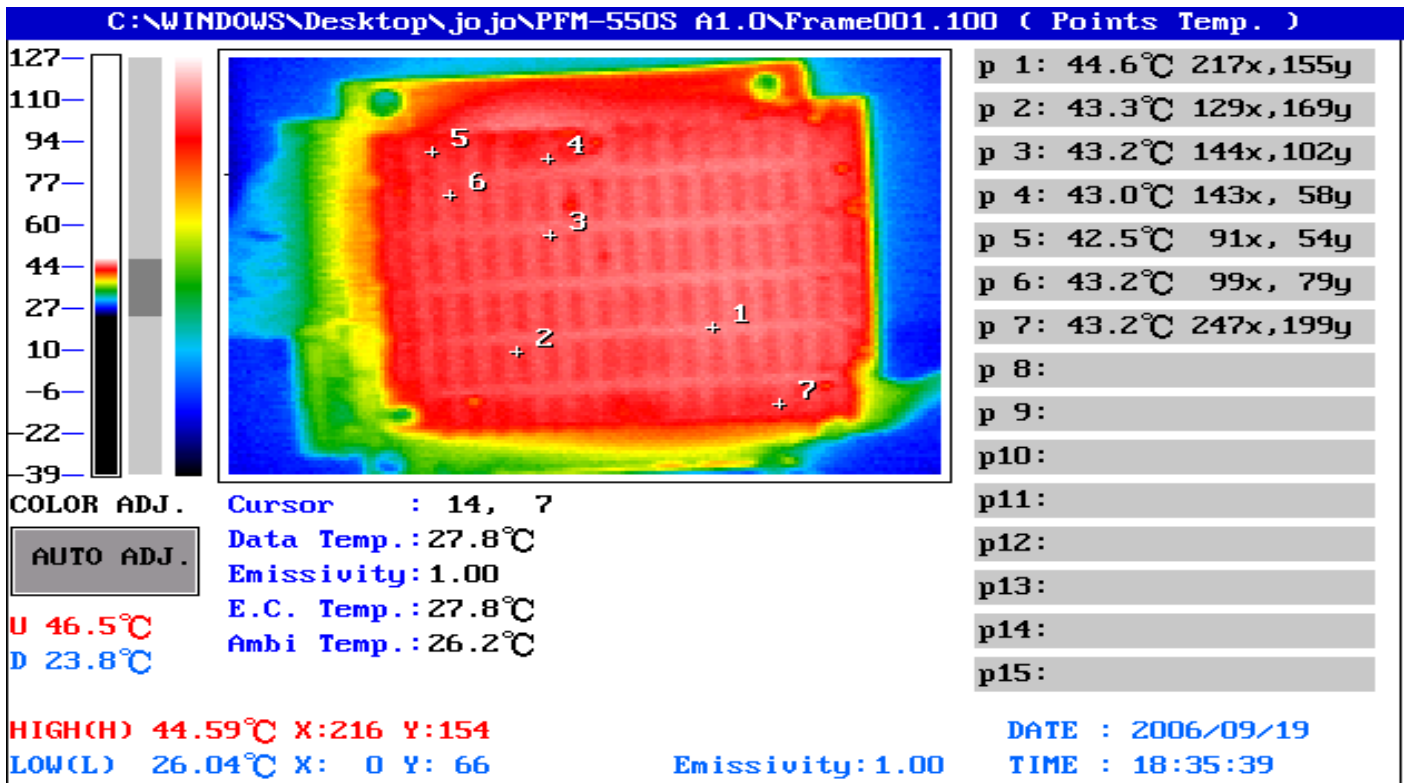 C:\WINDOWS\Desktop\jojo\PFM-550S A1.0\Frame001.100 ( Points Temp. )
127
110
94
77
60
44
27
10
-6
-22
-39
5
4
6
3
1
2
7
p 1: 44.6℃ 217x,155y
p 2: 43.3℃ 129x,169y
p 3: 43.2℃ 144x,102y
p 4: 43.0℃ 143x, 58y
p 5: 42.5℃ 91x, 54y
p 6: 43.2℃ 99x, 79y
p 7: 43.2℃ 247x,199y
p 8:
p 9:
p10:
p11:
p12:
p13:
p14:
p15:
COLOR ADJ.
AUTO ADJ.
U 46.5℃
D 23.8℃
Cursor : 14, 7
Data Temp.:27.8℃
Emissivity:1.00
E.C. Temp.:27.8℃
Ambi Temp.:26.2℃
HIGH(H) 44.59℃ X:216 Y:154
LOW(L) 26.04℃ X: 0 Y: 66
Emissivity:1.00
DATE : 2006/09/19
TIME : 18:35:39